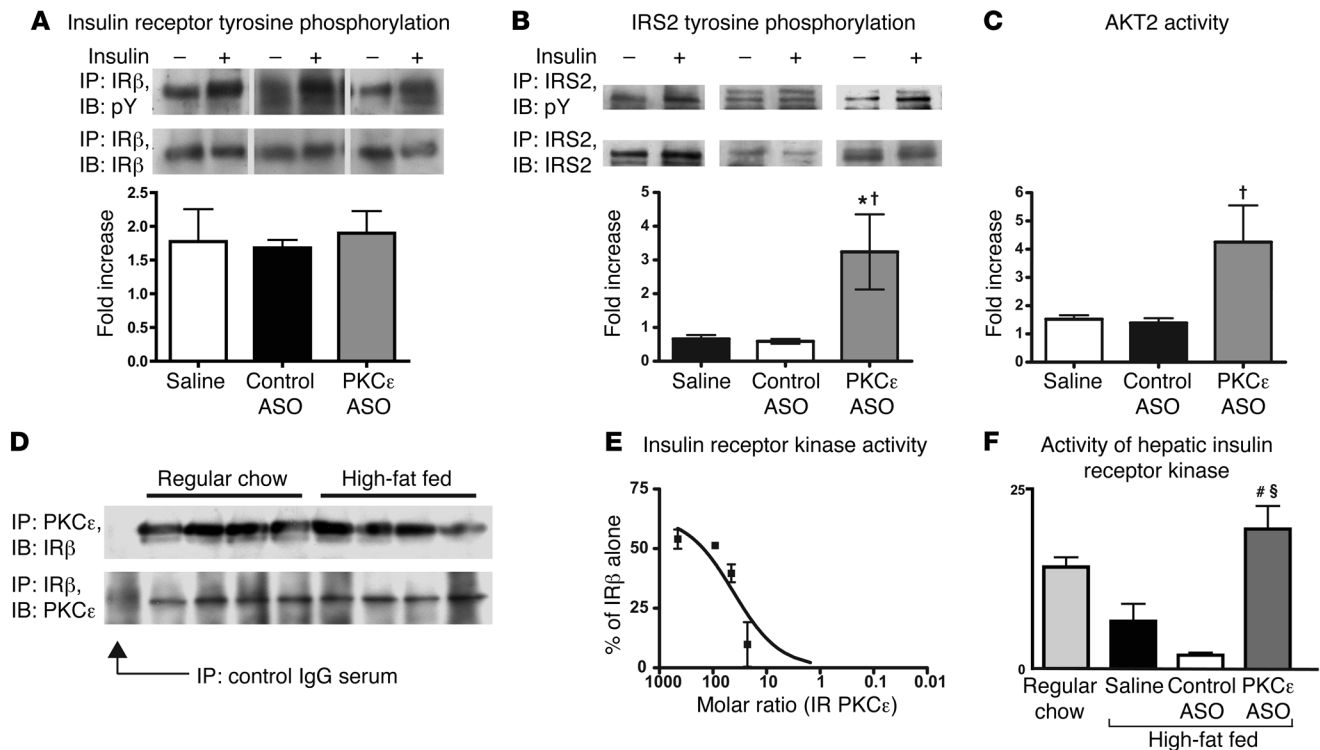 A Insulin receptor tyrosine phosphorylation
Insulin − + − + − +
IP: IRβ,
IB: pY
IP: IRβ,
IB: IRβ
Fold increase
2.5
2.0
1.5
1.0
0.5
0.0
Saline
Control
ASO
PKCε
ASO
B IRS2 tyrosine phosphorylation
Insulin − + − + − +
IP: IRS2,
IB: pY
IP: IRS2,
IB: IRS2
Fold increase
5
4
3
2
1
0
*†
Saline
Control
ASO
PKCε
ASO
C AKT2 activity
Fold increase
6
5
4
3
2
1
0
†
Saline
Control
ASO
PKCε
ASO
D
Regular chow High-fat fed
IP: PKCε,
IB: IRβ
IP: IRβ,
IB: PKCε
IP: control IgG serum
E Insulin receptor kinase activity
% of IRβ alone
75
50
25
0
1000 100 10 1 0.1 0.01
Molar ratio (IR PKCε)
F Activity of hepatic insulin
receptor kinase
25
0
# §
Regular
chow
Saline
Control
ASO
PKCε
ASO
High-fat fed